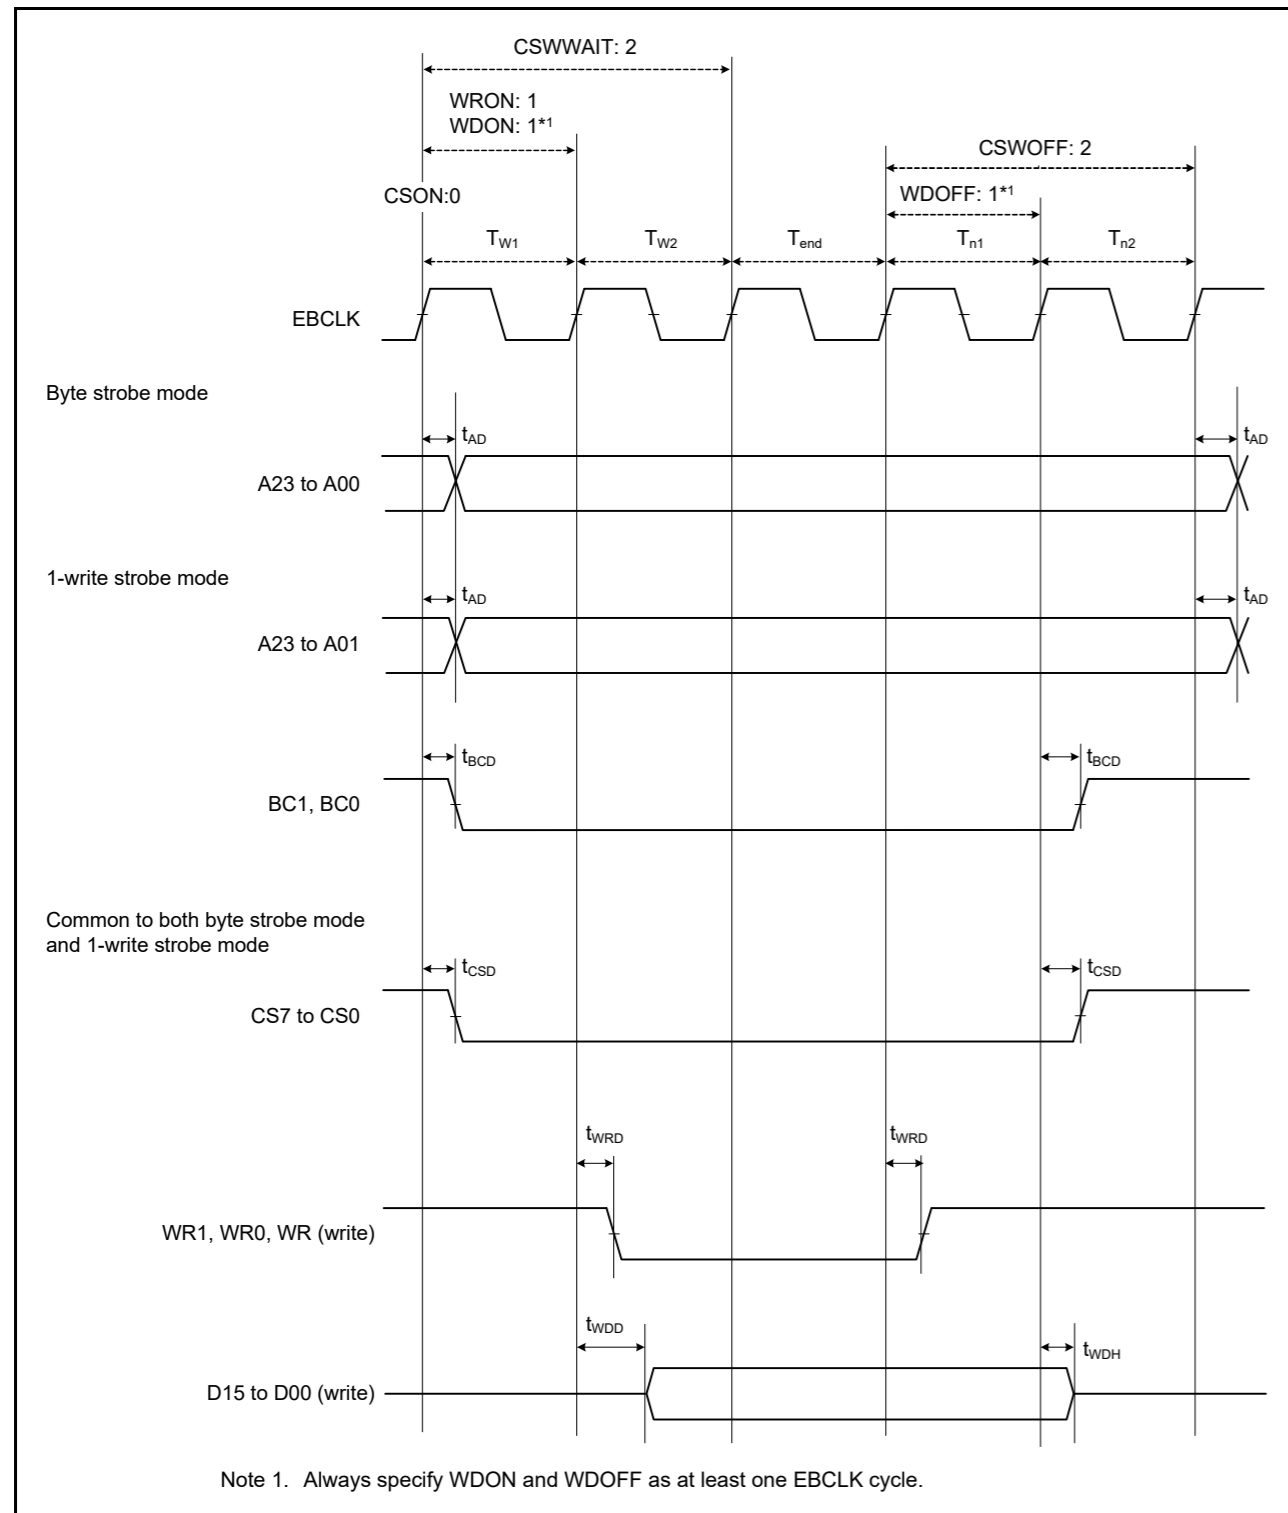 CSWWAIT: 2
WRON: 1
WDON: 1*1
CSWOFF: 2
CSON:0
WDOFF: 1*1
TW1 TW2 Tend Tn1 Tn2
EBCLK
Byte strobe mode
tAD tAD
A23 to A00
1-write strobe mode
tAD tAD
A23 to A01
tBCD tBCD
BC1, BC0
Common to both byte strobe mode
and 1-write strobe mode
tCSD tCSD
CS7 to CS0
tWRD tWRD
WR1, WR0, WR (write)
tWDD tWDH
D15 to D00 (write)
Note 1. Always specify WDON and WDOFF as at least one EBCLK cycle.